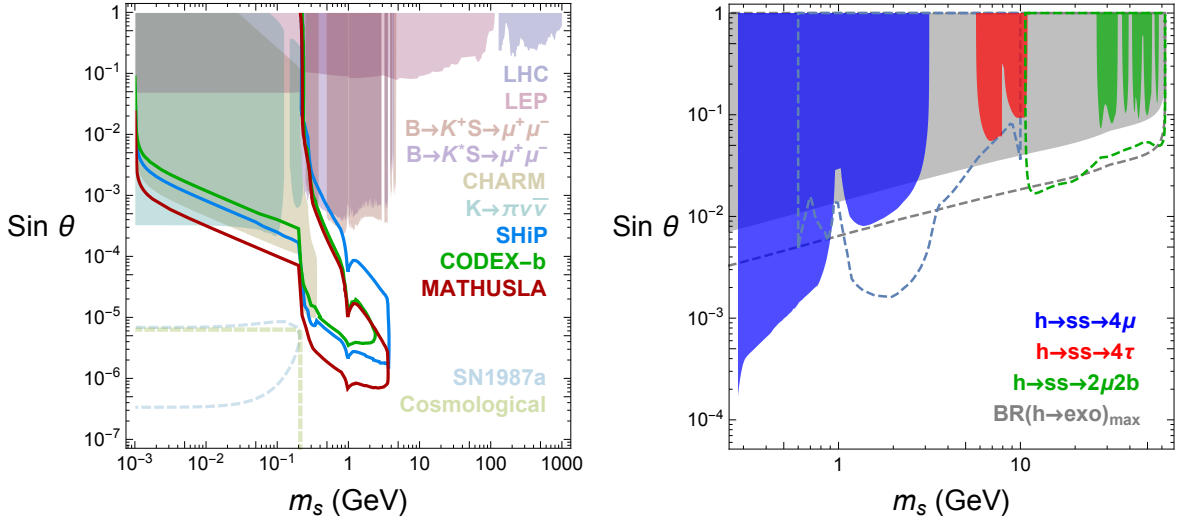 1
10⁻¹
10⁻²
10⁻³
10⁻⁴
10⁻⁵
10⁻⁶
10⁻⁷
Sin θ
LHC
LEP
B→K⁺S→μ⁺μ⁻
B→K*S→μ⁺μ⁻
CHARM
K→πνν̅
SHiP
CODEX-b
MATHUSLA
SN1987a
Cosmological
10⁻³ 10⁻² 10⁻¹ 1 10 100 1000
mₛ (GeV)
1
10⁻¹
10⁻²
10⁻³
10⁻⁴
Sin θ
h→ss→4μ
h→ss→4τ
h→ss→2μ2b
BR(h→exo)ₘₐₓ
1 10
mₛ (GeV)